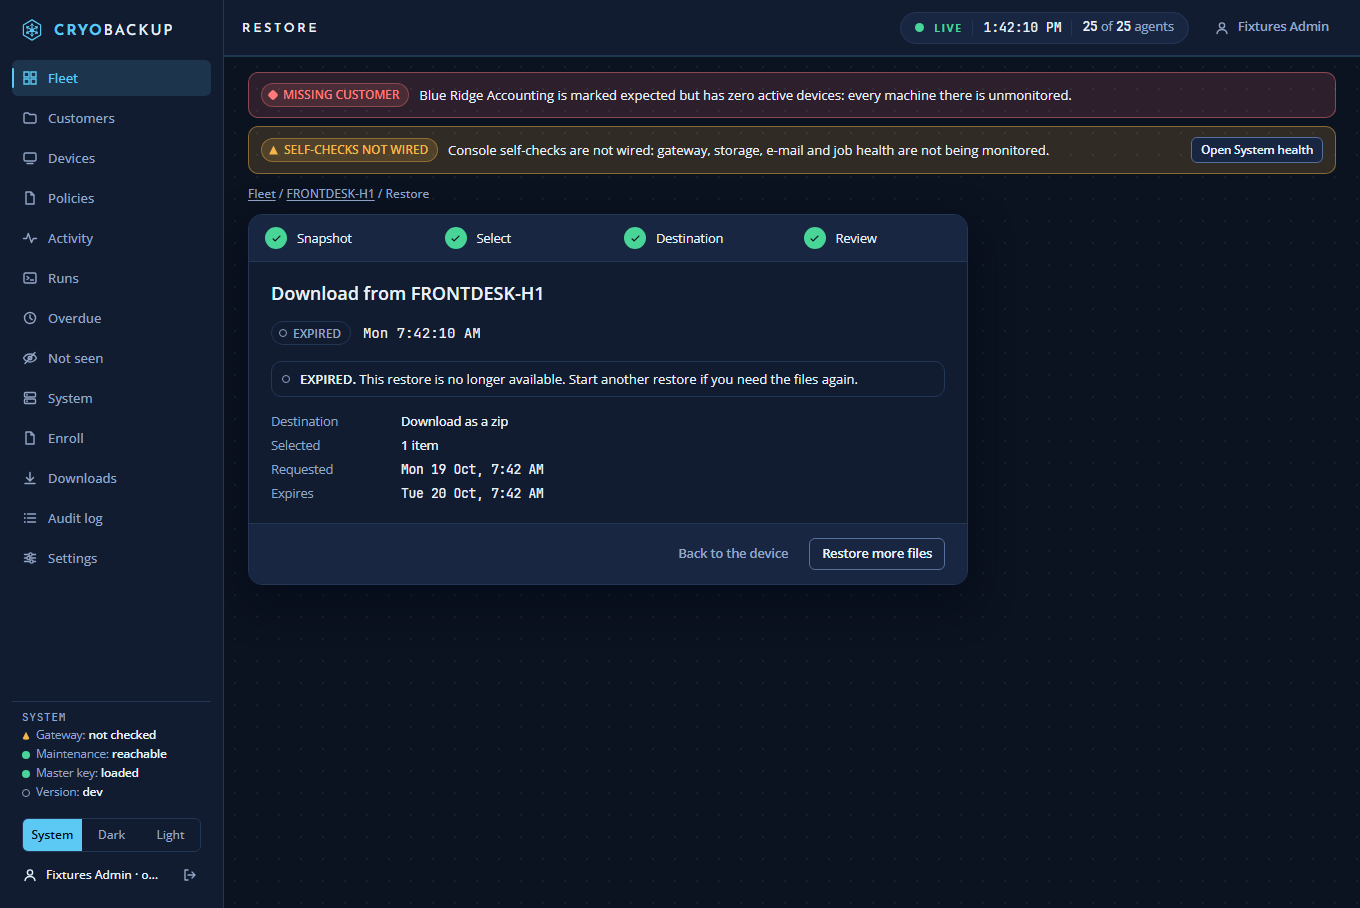 CRYOBACKUP
RESTORE
LIVE 1:42:10 PM 25 of 25 agents
Fixtures Admin
Fleet
Customers
Devices
Policies
Activity
Runs
Overdue
Not seen
System
Enroll
Downloads
Audit log
Settings
MISSING CUSTOMER Blue Ridge Accounting is marked expected but has zero active devices: every machine there is unmonitored.
SELF-CHECKS NOT WIRED Console self-checks are not wired: gateway, storage, e-mail and job health are not being monitored. Open System health
Fleet / FRONTDESK-H1 / Restore
Snapshot Select Destination Review
Download from FRONTDESK-H1
EXPIRED Mon 7:42:10 AM
EXPIRED. This restore is no longer available. Start another restore if you need the files again.
Destination Download as a zip
Selected 1 item
Requested Mon 19 Oct, 7:42 AM
Expires Tue 20 Oct, 7:42 AM
Back to the device Restore more files
SYSTEM
Gateway: not checked
Maintenance: reachable
Master key: loaded
Version: dev
System Dark Light
Fixtures Admin · o...